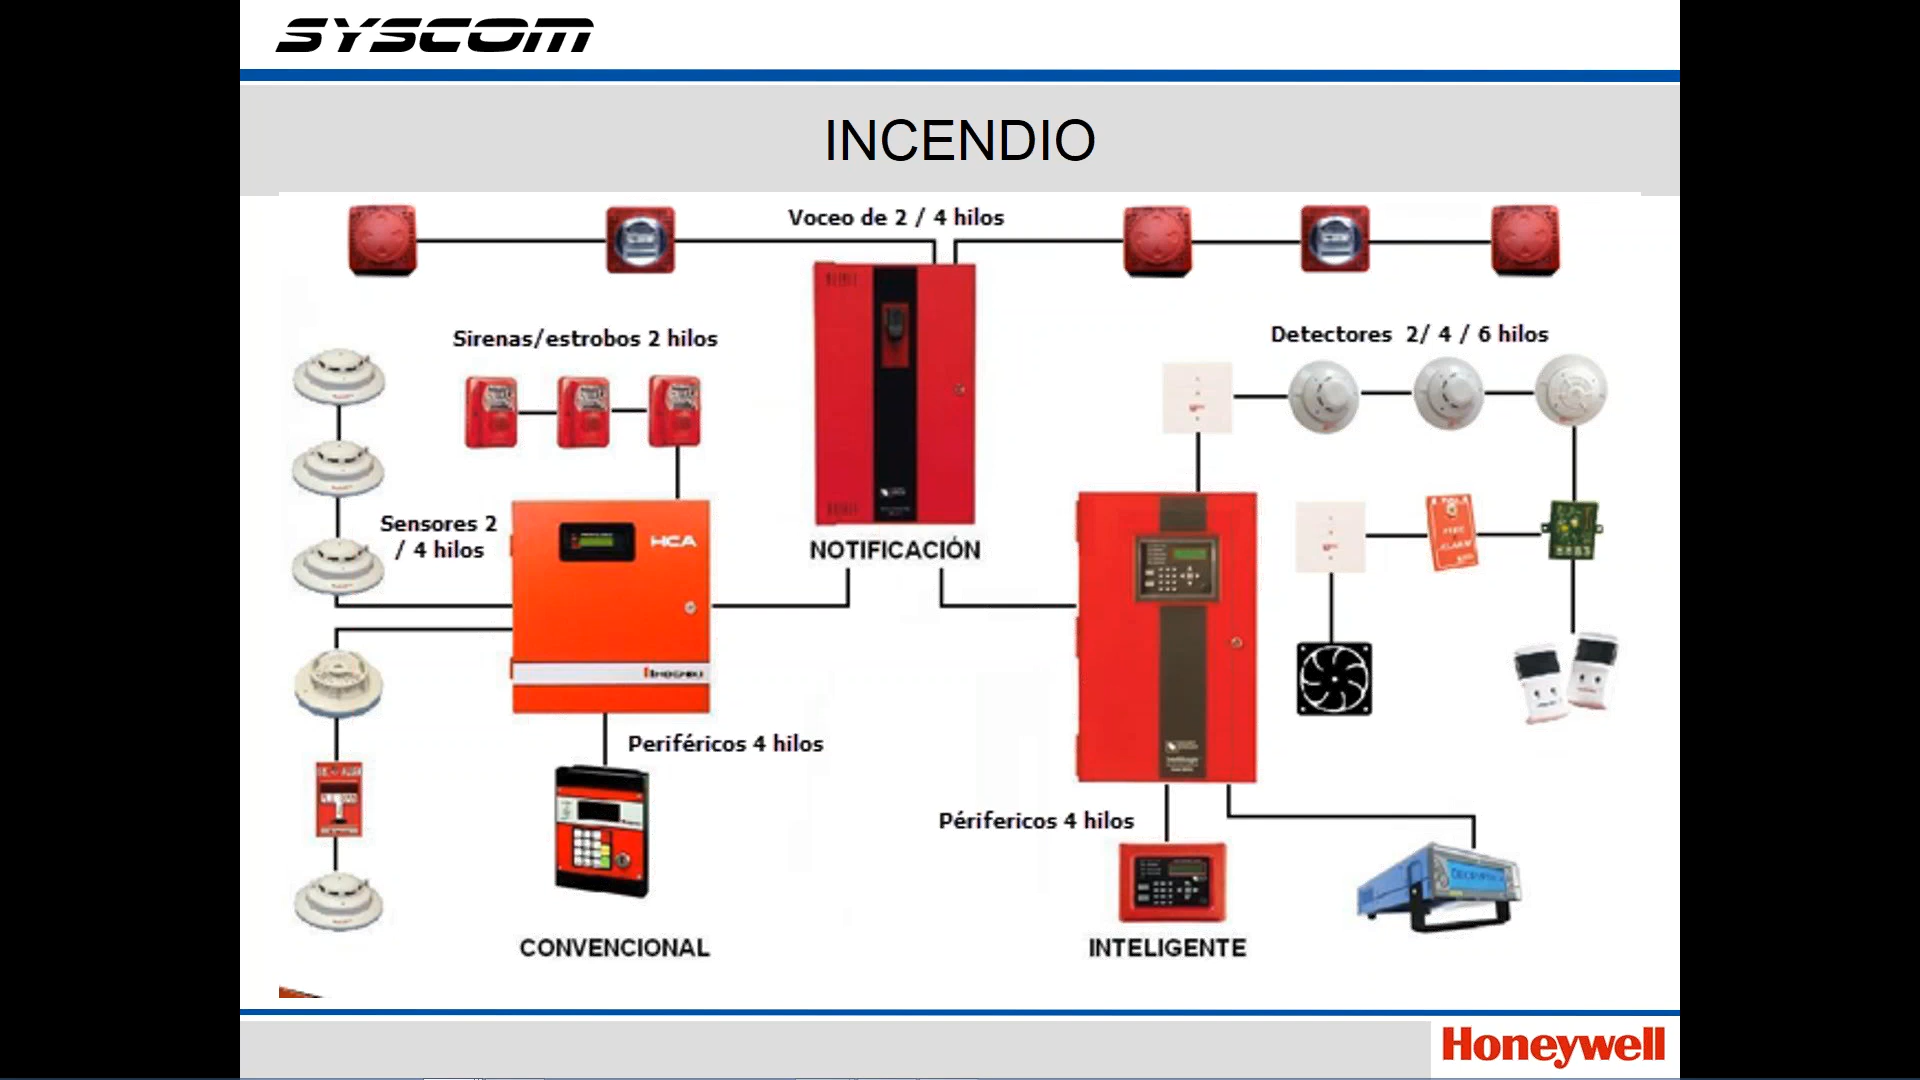 SYSCOM
INCENDIO
Voceo de 2 / 4 hilos
Sirenas/estrobos 2 hilos
Detectores 2/ 4 / 6 hilos
Sensores 2
/ 4 hilos
HCA
NOTIFICACIÓN
Periféricos 4 hilos
Périfericos 4 hilos
CONVENCIONAL
INTELIGENTE
Honeywell